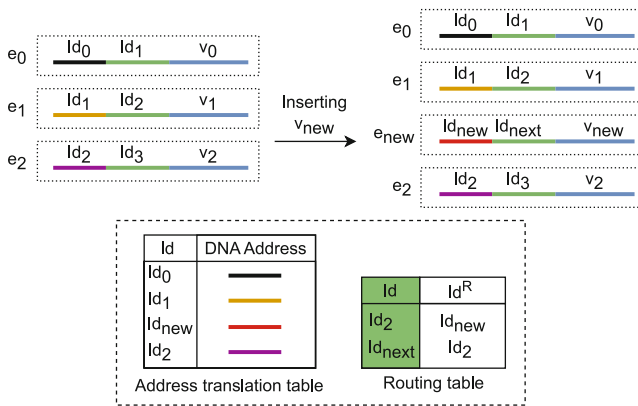 e0 Id0 Id1 v0
e1 Id1 Id2 v1
e2 Id2 Id3 v2
Inserting
vnew
e0 Id0 Id1 v0
e1 Id1 Id2 v1
enew Idnew Idnext vnew
e2 Id2 Id3 v2
Id DNA Address
Id0
Id1
Idnew
Id2
Address translation table
Id IdR
Id2 Idnew
Idnext Id2
Routing table